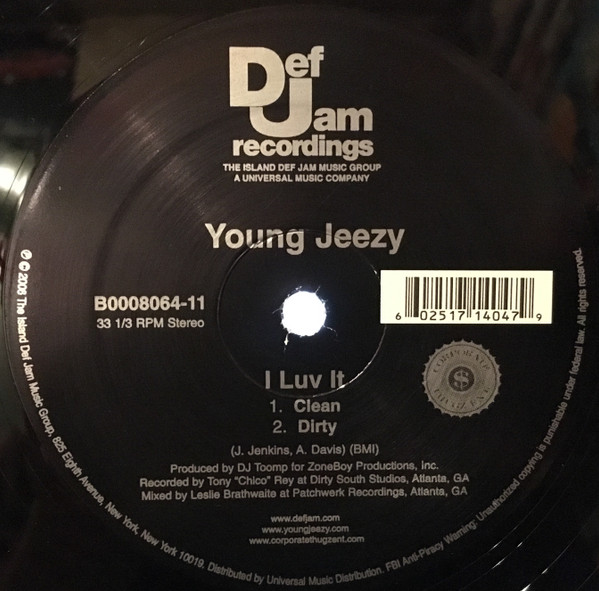 Def Jam
recordings
THE ISLAND DEF JAM MUSIC GROUP
A UNIVERSAL MUSIC COMPANY
Young Jeezy
B0008064-11
33 1/3 RPM Stereo
6 02517 14047 9
CORPORATE
THUGZ ENT.
$
I Luv It
1. Clean
2. Dirty
(J. Jenkins, A. Davis) (BMI)
Produced by DJ Toomp for ZoneBoy Productions, Inc.
Recorded by Tony "Chico" Rey at Dirty South Studios, Atlanta, GA
Mixed by Leslie Brathwaite at Patchwerk Recordings, Atlanta, GA
www.defjam.com
www.youngjeezy.com
www.corporatethugzent.com
℗ © 2006 The Island Def Jam Music Group, 825 Eighth Avenue, New York, New York 10019. Distributed by Universal Music Distribution. FBI Anti-Piracy Warning: Unauthorized copying is punishable under federal law. All rights reserved.